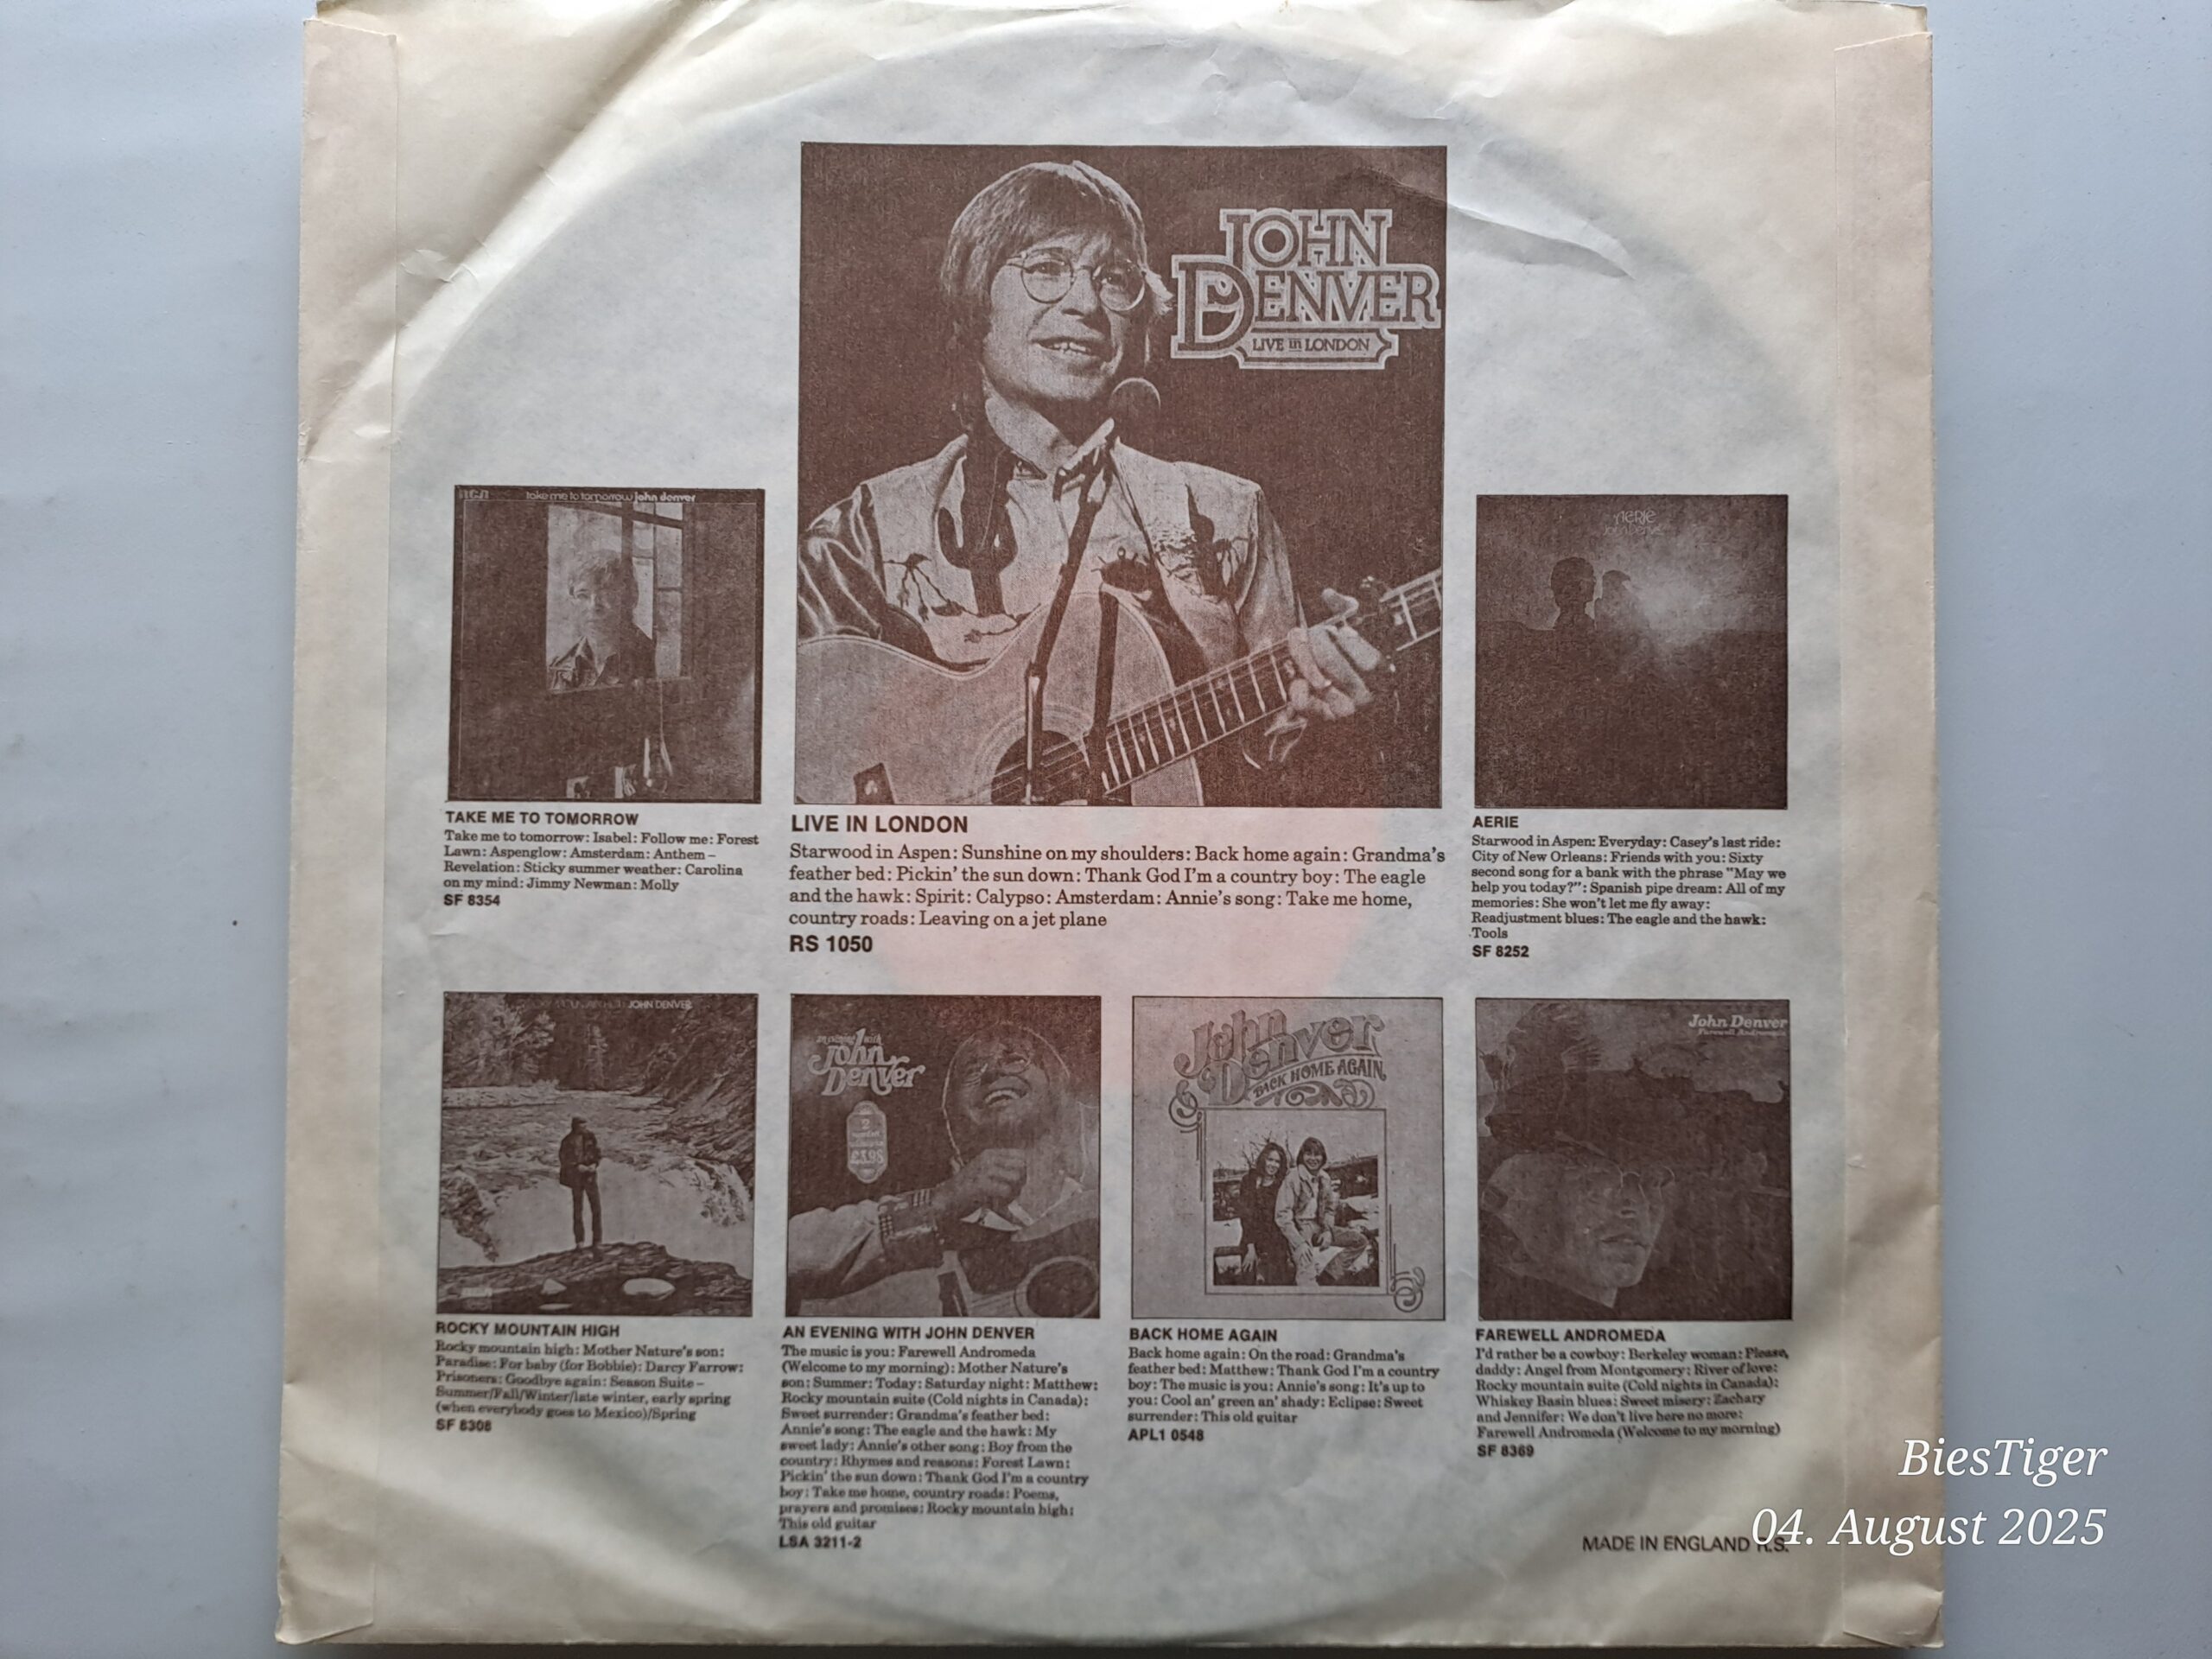 JOHN
DENVER
LIVE in LONDON
RCA
take me to tomorrow john denver
TAKE ME TO TOMORROW
Take me to tomorrow: Isabel: Follow me: Forest
Lawn: Aspenglow: Amsterdam: Anthem –
Revelation: Sticky summer weather: Carolina
on my mind: Jimmy Newman: Molly
SF 8354
LIVE IN LONDON
Starwood in Aspen: Sunshine on my shoulders: Back home again: Grandma's
feather bed: Pickin' the sun down: Thank God I'm a country boy: The eagle
and the hawk: Spirit: Calypso: Amsterdam: Annie's song: Take me home,
country roads: Leaving on a jet plane
RS 1050
AERIE
John Denver
AERIE
Starwood in Aspen: Everyday: Casey's last ride:
City of New Orleans: Friends with you: Sixty
second song for a bank with the phrase "May we
help you today?": Spanish pipe dream: All of my
memories: She won't let me fly away:
Readjustment blues: The eagle and the hawk:
Tools
SF 8252
JOHN DENVER
ROCKY MOUNTAIN HIGH
Rocky mountain high: Mother Nature's son:
Paradise: For baby (for Bobbie): Darcy Farrow:
Prisoners: Goodbye again: Season Suite –
Summer/Fall/Winter/late winter, early spring
(when everybody goes to Mexico)/Spring
SF 8308
an evening with
John
Denver
2
£3.98
AN EVENING WITH JOHN DENVER
The music is you: Farewell Andromeda
(Welcome to my morning): Mother Nature's
son: Summer: Today: Saturday night: Matthew:
Rocky mountain suite (Cold nights in Canada):
Sweet surrender: Grandma's feather bed:
Annie's song: The eagle and the hawk: My
sweet lady: Annie's other song: Boy from the
country: Rhymes and reasons: Forest Lawn:
Pickin' the sun down: Thank God I'm a country
boy: Take me home, country roads: Poems,
prayers and promises: Rocky mountain high:
This old guitar
LSA 3211-2
John
Denver
BACK HOME AGAIN
BACK HOME AGAIN
Back home again: On the road: Grandma's
feather bed: Matthew: Thank God I'm a country
boy: The music is you: Annie's song: It's up to
you: Cool an' green an' shady: Eclipse: Sweet
surrender: This old guitar
APL1 0548
John Denver
Farewell Andromeda
FAREWELL ANDROMEDA
I'd rather be a cowboy: Berkeley woman: Please,
daddy: Angel from Montgomery: River of love:
Rocky mountain suite (Cold nights in Canada):
Whiskey Basin blues: Sweet misery: Zachary
and Jennifer: We don't live here no more:
Farewell Andromeda (Welcome to my morning)
SF 8369
MADE IN ENGLAND R.S.
BiesTiger
04. August 2025